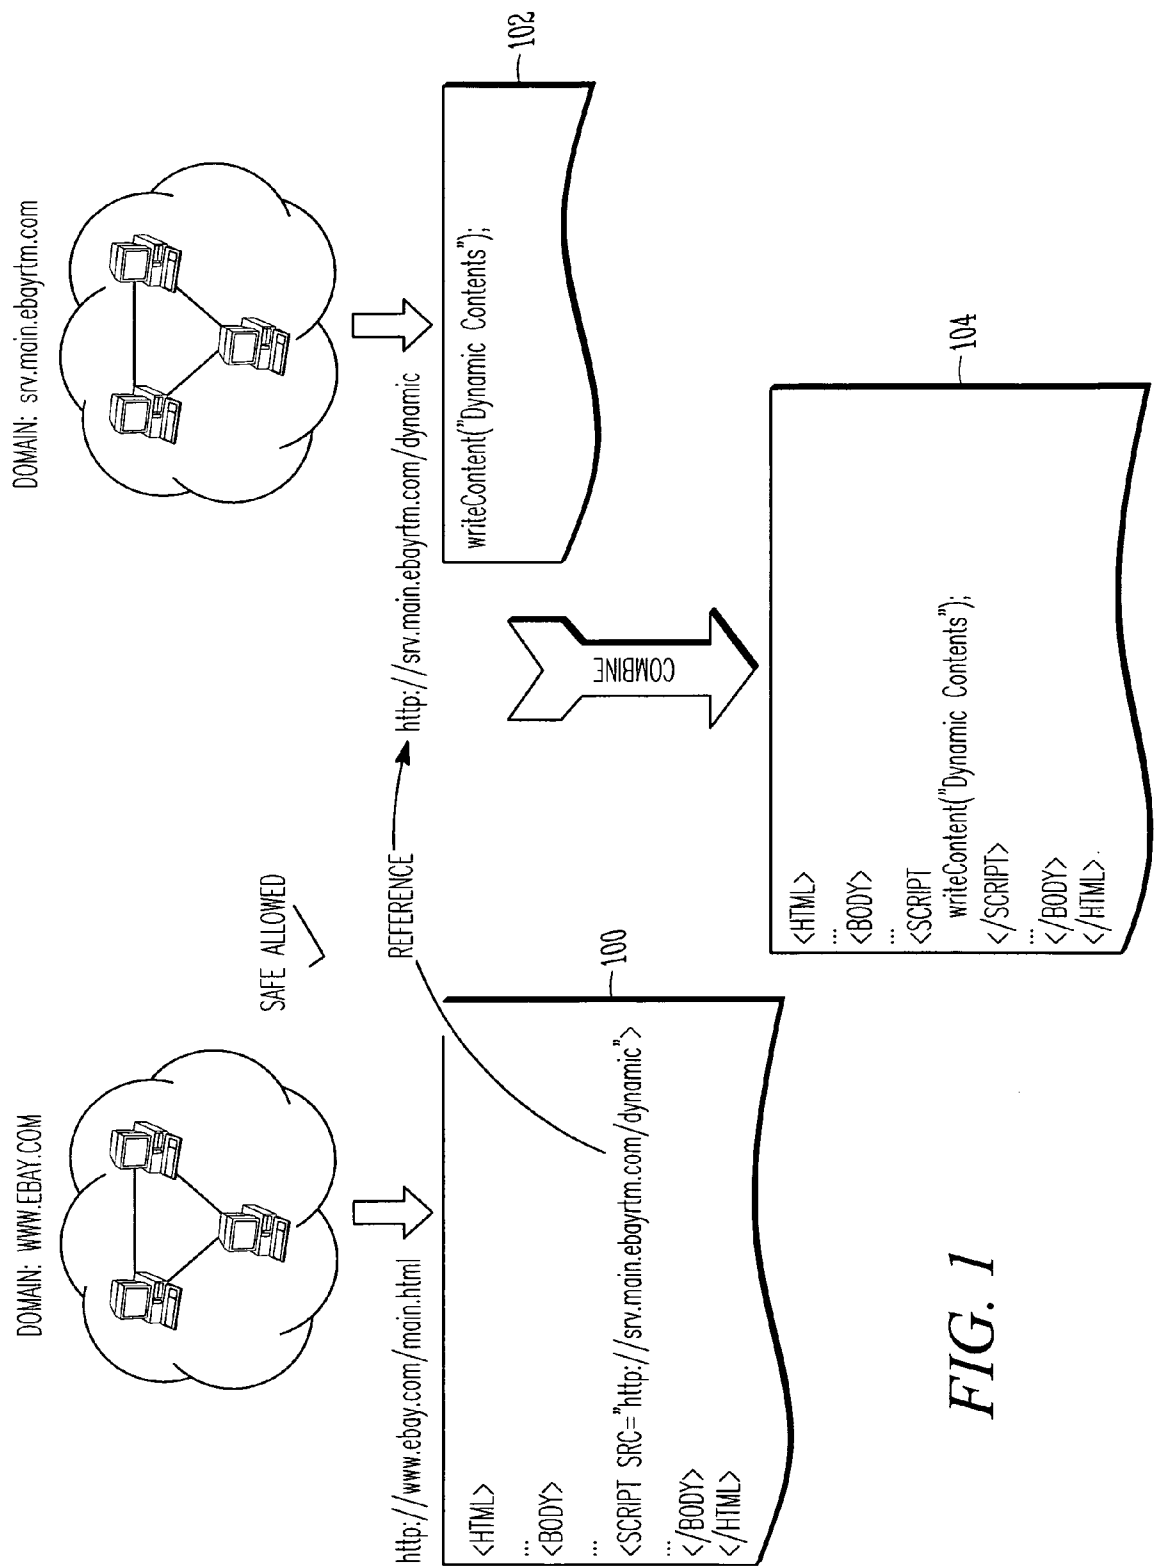 DOMAIN: WWW.EBAY.COM
DOMAIN: srv.main.ebayrtm.com
SAFE ALLOWED
http://www.ebay.com/main.html
REFERENCE
http://srv.main.ebayrtm.com/dynamic
<HTML>
...
<BODY>
...
<SCRIPT SRC="http://srv.main.ebayrtm.com/dynamic">
...
</BODY>
</HTML>
100
writeContent("Dynamic Contents");
102
COMBINE
<HTML>
...
<BODY>
...
<SCRIPT
writeContent("Dynamic Contents");
</SCRIPT>
...
</BODY>
</HTML>
104
FIG. 1